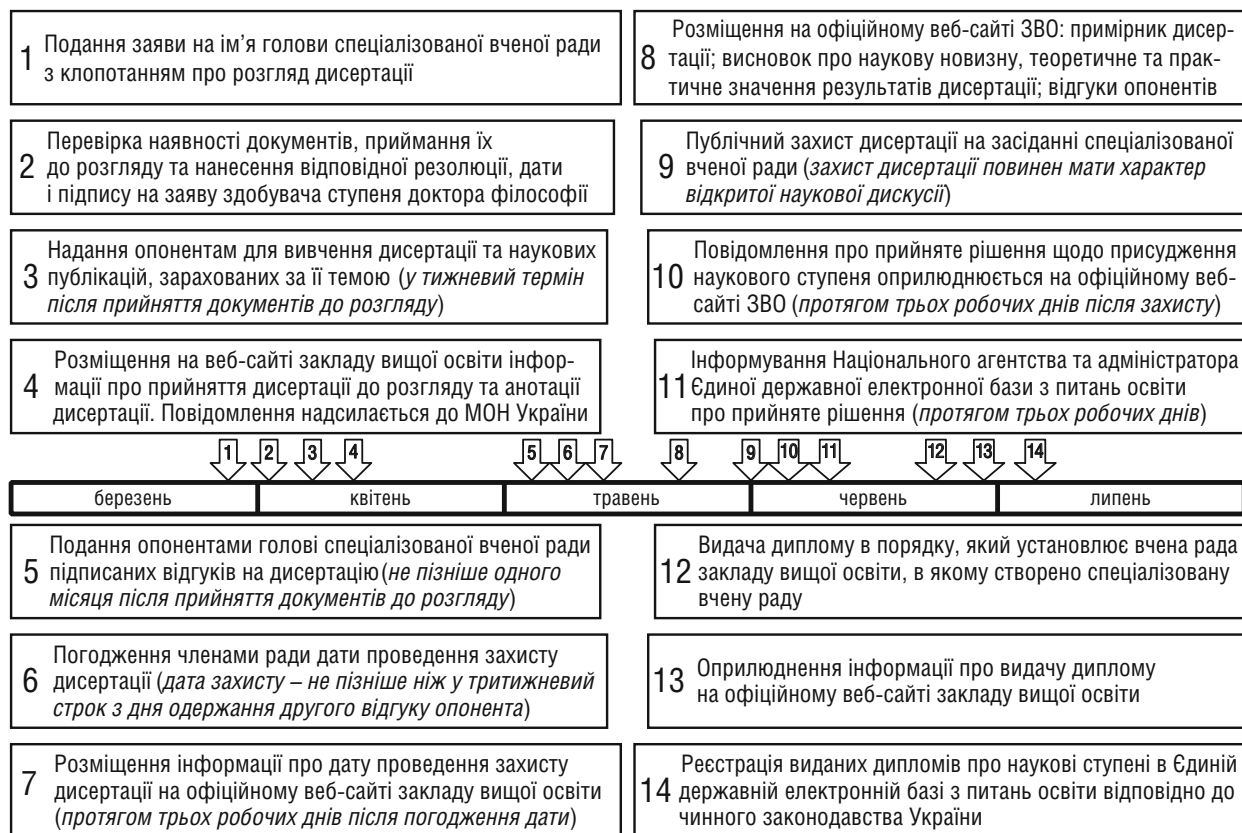 1 Подання заяви на ім’я голови спеціалізованої вченої ради
з клопотанням про розгляд дисертації
2 Перевірка наявності документів, приймання їх
до розгляду та нанесення відповідної резолюції, дати
і підпису на заяву здобувача ступеня доктора філософії
3 Надання опонентам для вивчення дисертації та наукових
публікацій, зарахованих за її темою (у тижневий термін
після прийняття документів до розгляду)
4 Розміщення на веб-сайті закладу вищої освіти інфор-
мації про прийняття дисертації до розгляду та анотації
дисертації. Повідомлення надсилається до МОН України
8 Розміщення на офіційному веб-сайті ЗВО: примірник дисер-
тації; висновок про наукову новизну, теоретичне та прак-
тичне значення результатів дисертації; відгуки опонентів
9 Публічний захист дисертації на засіданні спеціалізованої
вченої ради (захист дисертації повинен мати характер
відкритої наукової дискусії)
10 Повідомлення про прийняте рішення щодо присудження
наукового ступеня оприлюднюється на офіційному веб-
сайті ЗВО (протягом трьох робочих днів після захисту)
11 Інформування Національного агентства та адміністратора
Єдиної державної електронної бази з питань освіти
про прийняте рішення (протягом трьох робочих днів)
1 2 3 4 5 6 7 8 9 10 11 12 13 14
березень квітень травень червень липень
5 Подання опонентами голові спеціалізованої вченої ради
підписаних відгуків на дисертацію (не пізніше одного
місяця після прийняття документів до розгляду)
6 Погодження членами ради дати проведення захисту
дисертації (дата захисту – не пізніше ніж у тритижневий
строк з дня одержання другого відгуку опонента)
7 Розміщення інформації про дату проведення захисту
дисертації на офіційному веб-сайті закладу вищої освіти
(протягом трьох робочих днів після погодження дати)
12 Видача диплому в порядку, який установлює вчена рада
закладу вищої освіти, в якому створено спеціалізовану
вчену раду
13 Оприлюднення інформації про видачу диплому
на офіційному веб-сайті закладу вищої освіти
14 Реєстрація виданих дипломів про наукові ступені в Єдиній
державній електронній базі з питань освіти відповідно до
чинного законодавства України